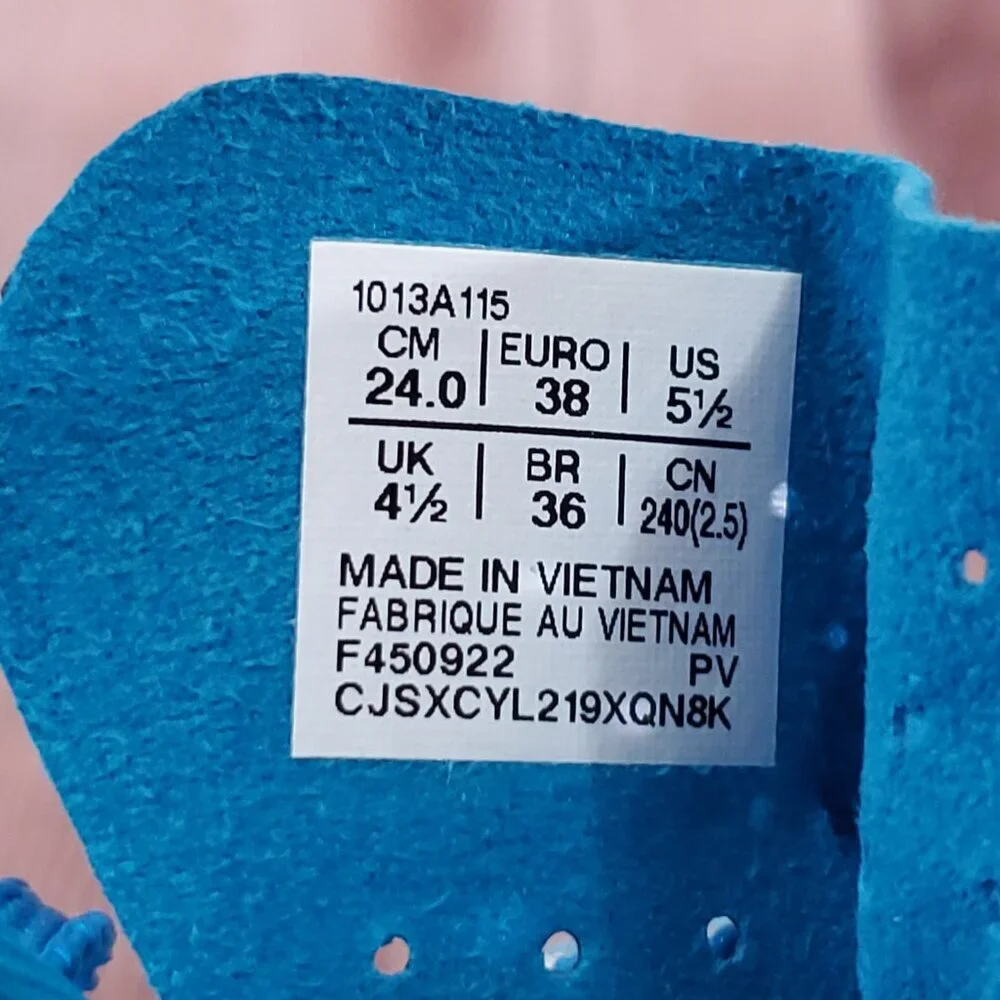 1013A115
CM | EURO | US
24.0 | 38 | 5½
UK | BR | CN
4½ | 36 | 240(2.5)
MADE IN VIETNAM
FABRIQUE AU VIETNAM
F450922 PV
CJSXCYL219XQN8K